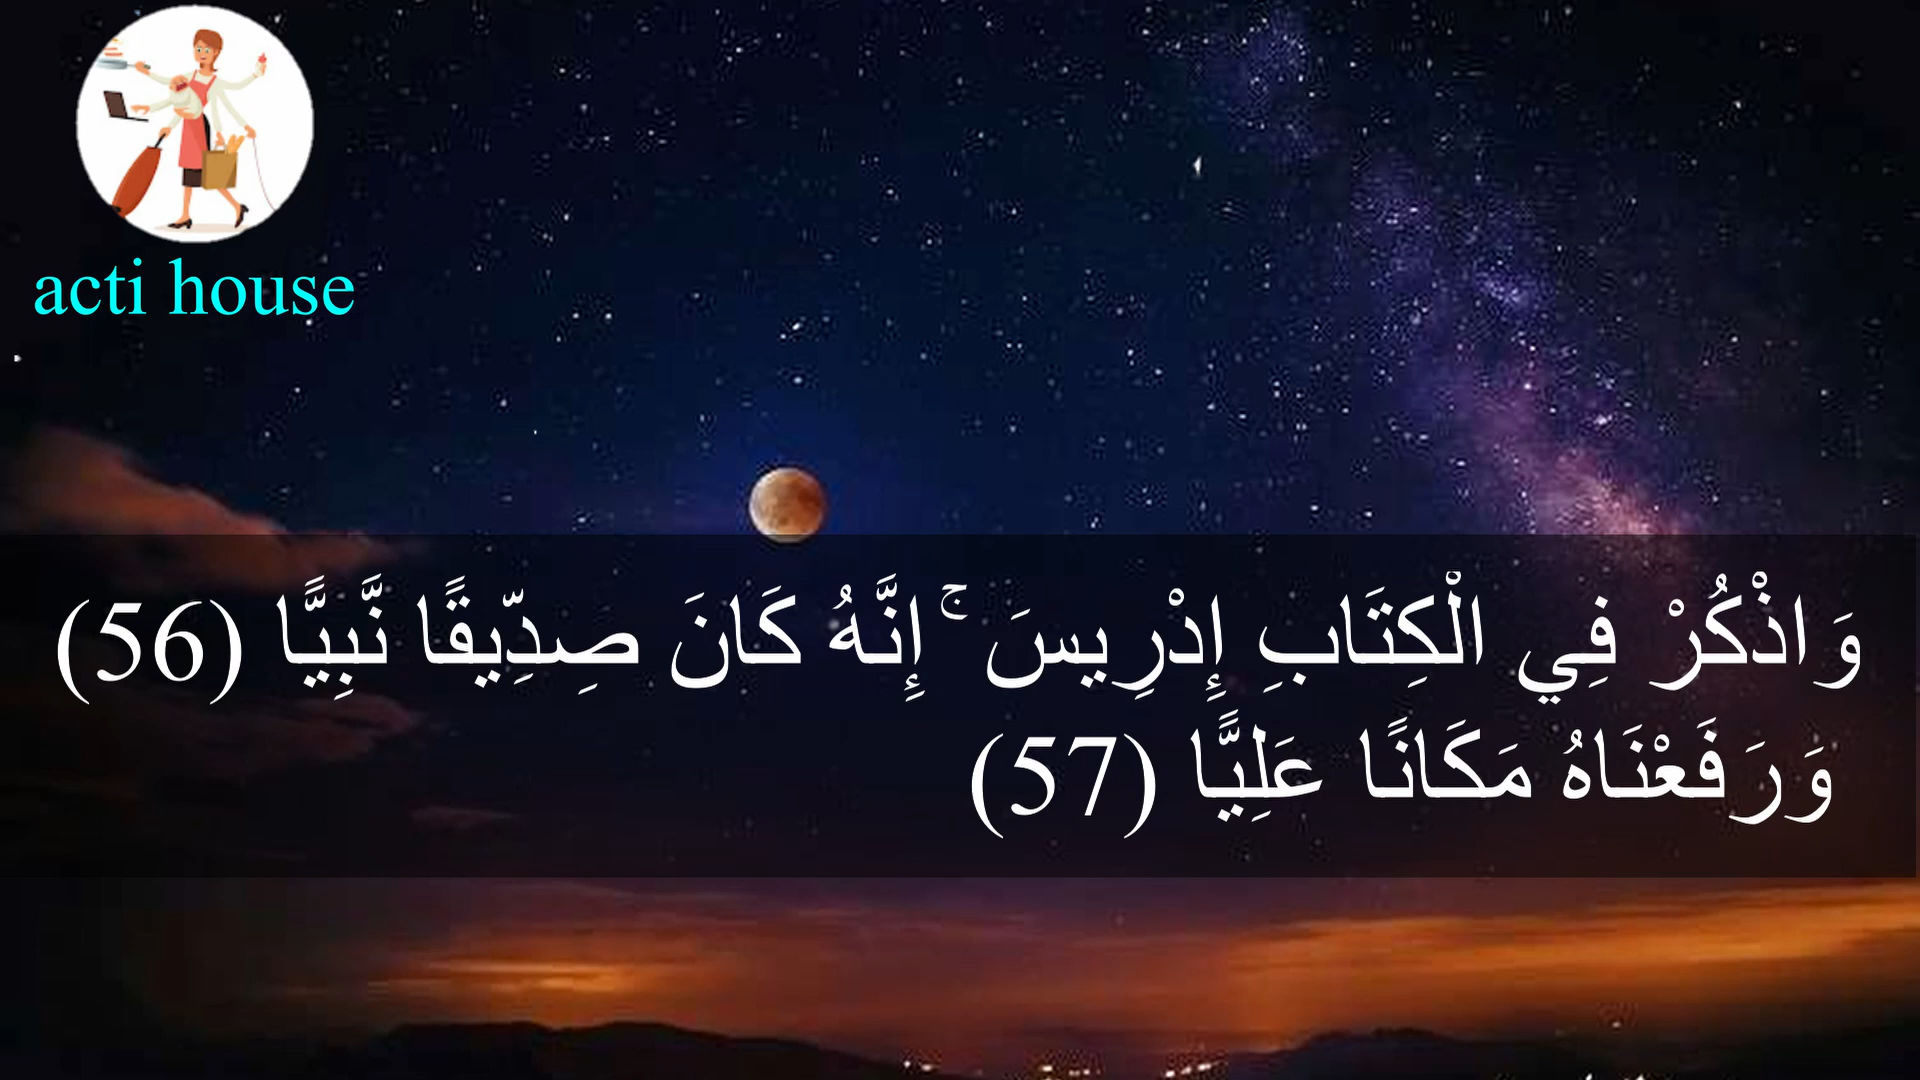 acti house
وَاذْكُرْ فِي الْكِتَابِ إِدْرِيسَ ۚ إِنَّهُ كَانَ صِدِّيقًا نَّبِيًّا (56)
وَرَفَعْنَاهُ مَكَانًا عَلِيًّا (57)